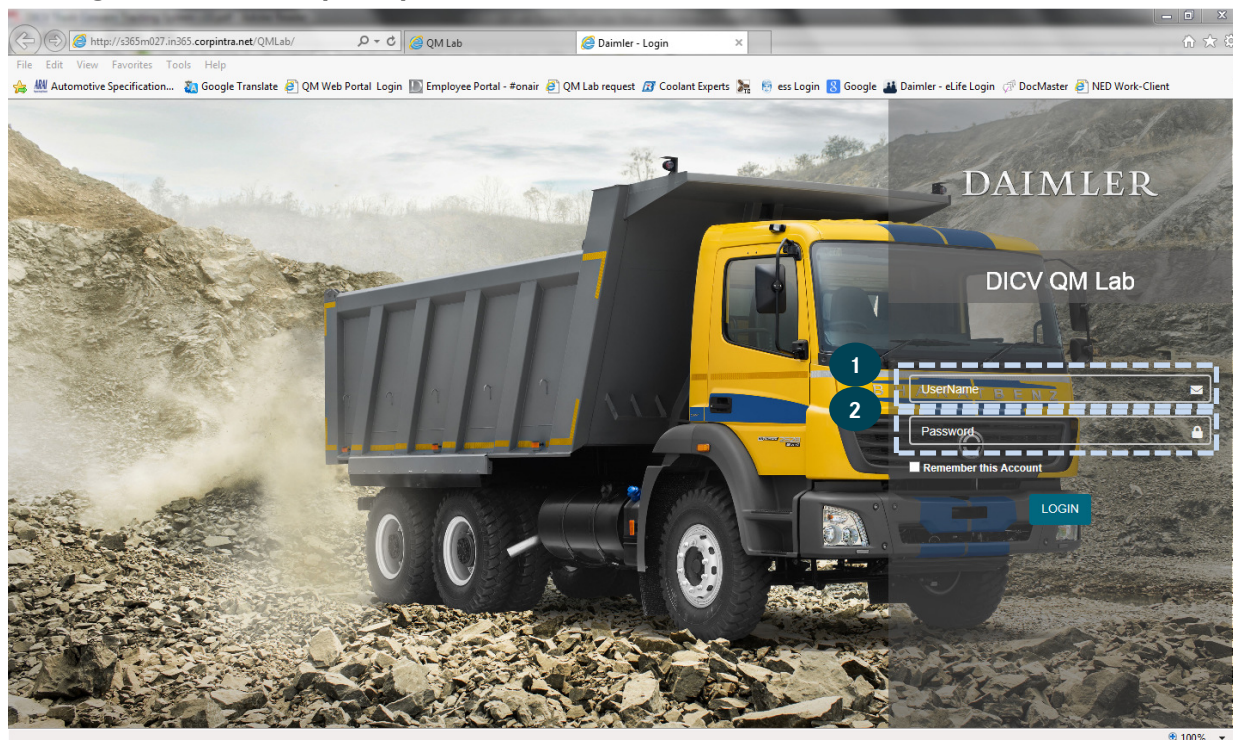 http://s365m027.in365.corpintra.net/QMLab/
QM Lab
Daimler - Login
File Edit View Favorites Tools Help
Automotive Specification... Google Translate QM Web Portal Login Employee Portal - #onair QM Lab request Coolant Experts ess Login Google Daimler - eLife Login DocMaster NED Work-Client
DAIMLER
DICV QM Lab
1
UserName
BENZ
2
Password
Remember this Account
LOGIN
100%